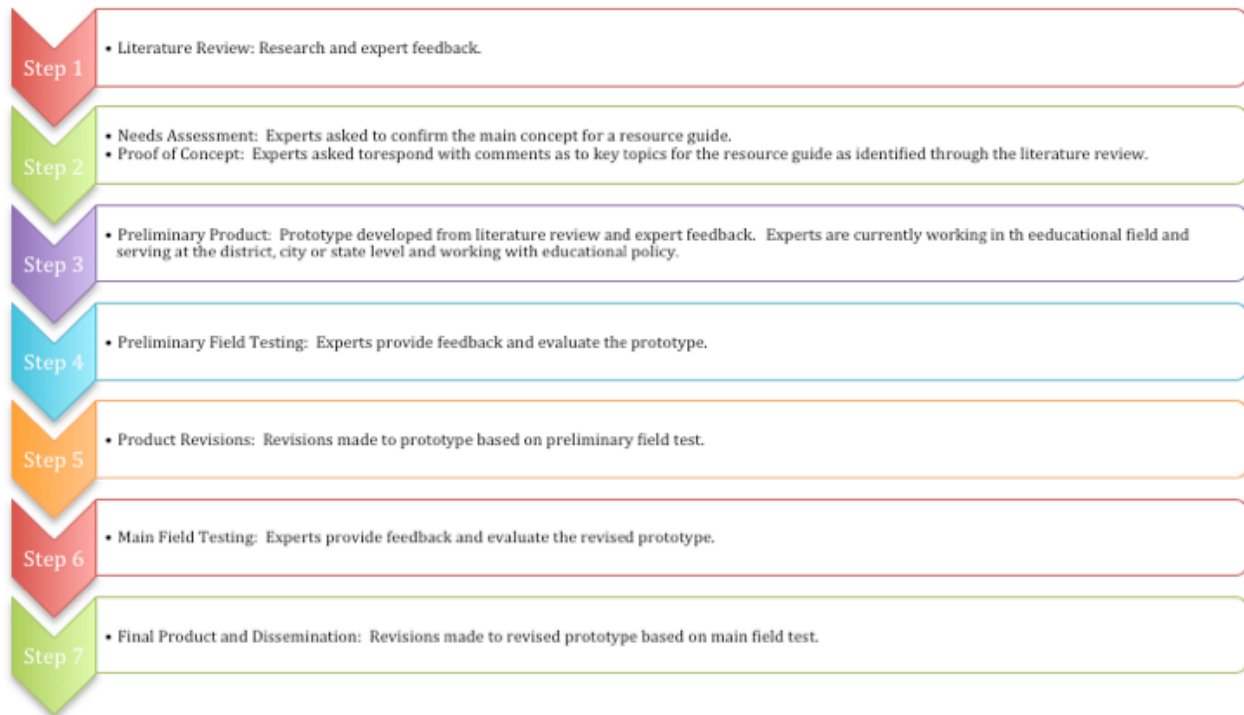 Step 1
• Literature Review: Research and expert feedback.
Step 2
• Needs Assessment: Experts asked to confirm the main concept for a resource guide.
• Proof of Concept: Experts asked torespond with comments as to key topics for the resource guide as identified through the literature review.
Step 3
• Preliminary Product: Prototype developed from literature review and expert feedback. Experts are currently working in th eeducational field and
serving at the district, city or state level and working with educational policy.
Step 4
• Preliminary Field Testing: Experts provide feedback and evaluate the prototype.
Step 5
• Product Revisions: Revisions made to prototype based on preliminary field test.
Step 6
• Main Field Testing: Experts provide feedback and evaluate the revised prototype.
Step 7
• Final Product and Dissemination: Revisions made to revised prototype based on main field test.